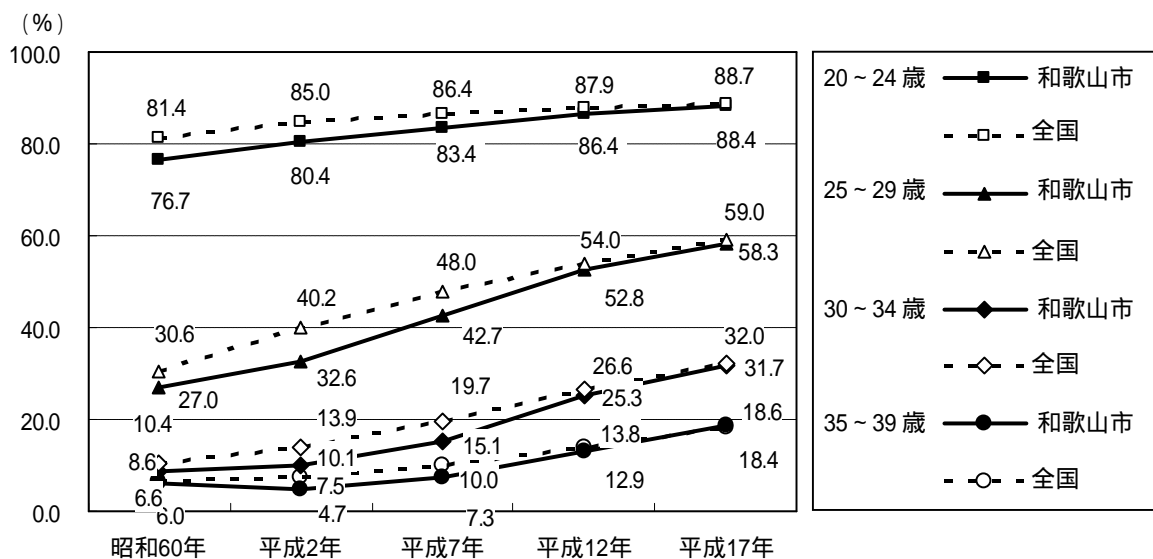 (%)
100.0
80.0
60.0
40.0
20.0
0.0
81.4 85.0 86.4 87.9 88.7
76.7 80.4 83.4 86.4 88.4
30.6 40.2 48.0 54.0 59.0
27.0 32.6 42.7 52.8 58.3
10.4 13.9 19.7 26.6 32.0
8.6 10.1 15.1 25.3 31.7
6.6 7.5 10.0 13.8 18.4
6.0 4.7 7.3 12.9 18.6
昭和60年 平成2年 平成7年 平成12年 平成17年
20~24歳 和歌山市
全国
25~29歳 和歌山市
全国
30~34歳 和歌山市
全国
35~39歳 和歌山市
全国